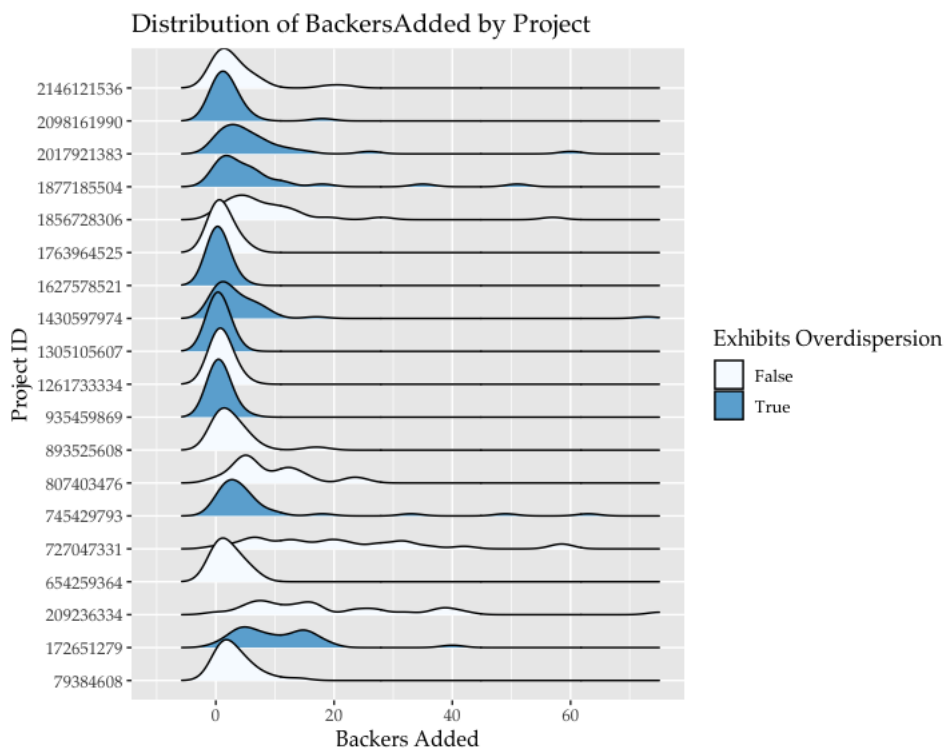 Distribution of BackersAdded by Project
2146121536
2098161990
2017921383
1877185504
1856728306
1763964525
1627578521
1430597974
1305105607
1261733334
935459869
893525608
807403476
745429793
727047331
654259364
209236334
172651279
79384608
Project ID
0 20 40 60
Backers Added
Exhibits Overdispersion
False
True